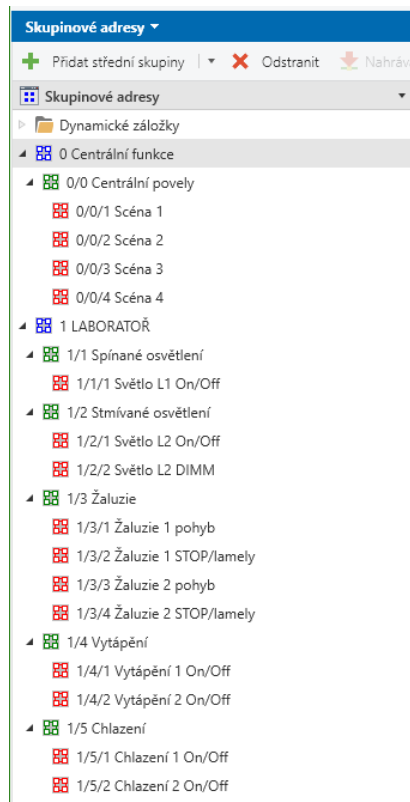 Skupinové adresy
Přidat střední skupiny Odstranit Nahráv
Skupinové adresy
Dynamické záložky
0 Centrální funkce
0/0 Centrální povely
0/0/1 Scéna 1
0/0/2 Scéna 2
0/0/3 Scéna 3
0/0/4 Scéna 4
1 LABORATOŘ
1/1 Spínané osvětlení
1/1/1 Světlo L1 On/Off
1/2 Stmívané osvětlení
1/2/1 Světlo L2 On/Off
1/2/2 Světlo L2 DIMM
1/3 Žaluzie
1/3/1 Žaluzie 1 pohyb
1/3/2 Žaluzie 1 STOP/lamely
1/3/3 Žaluzie 2 pohyb
1/3/4 Žaluzie 2 STOP/lamely
1/4 Vytápění
1/4/1 Vytápění 1 On/Off
1/4/2 Vytápění 2 On/Off
1/5 Chlazení
1/5/1 Chlazení 1 On/Off
1/5/2 Chlazení 2 On/Off